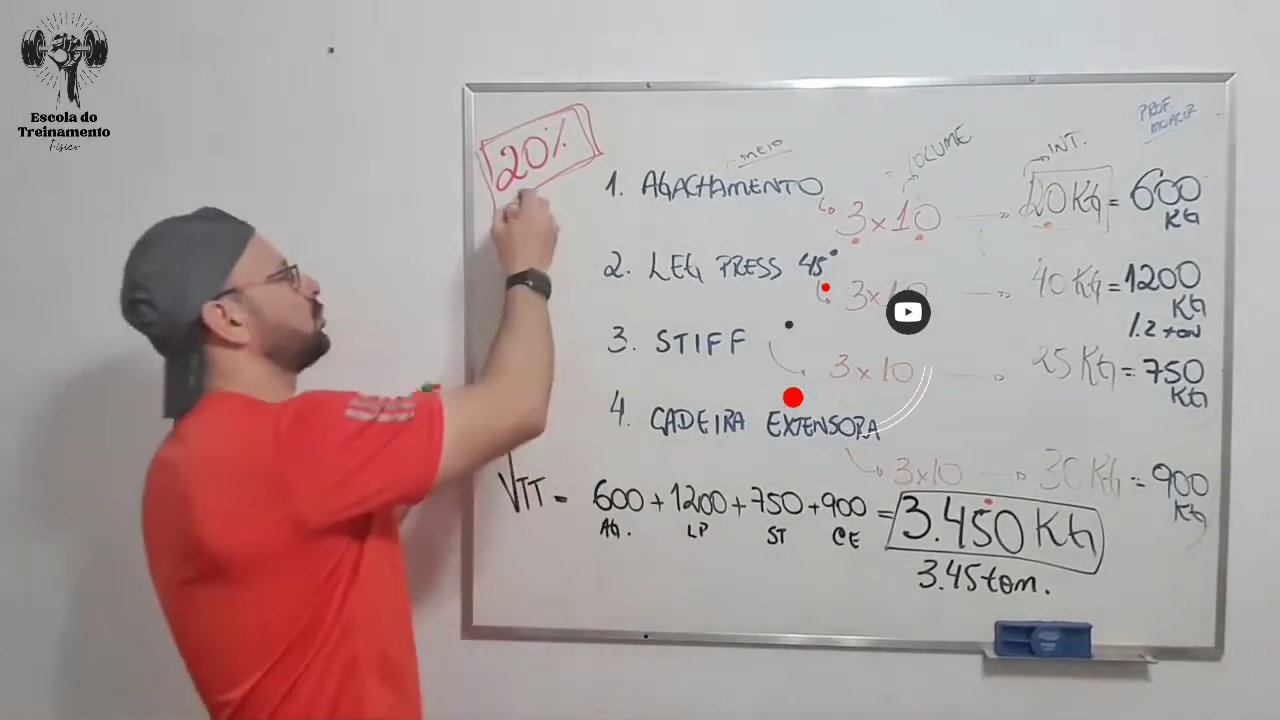 Escola do
Treinamento
Físico
20%
PROF.
MOACIR
MEIO
VOLUME
INT.
1. AGACHAMENTO
3x10
20 KG = 600
KG
2. LEG PRESS 45°
3x10
40 KG = 1200
KG
1.2 ton
3. STIFF
3x10
25 KG = 750
KG
4. CADEIRA EXTENSORA
3x10
30 KG = 900
KG
VTT = 600 + 1200 + 750 + 900 = 3.450 KG
AG. LP ST CE
3.45 ton.